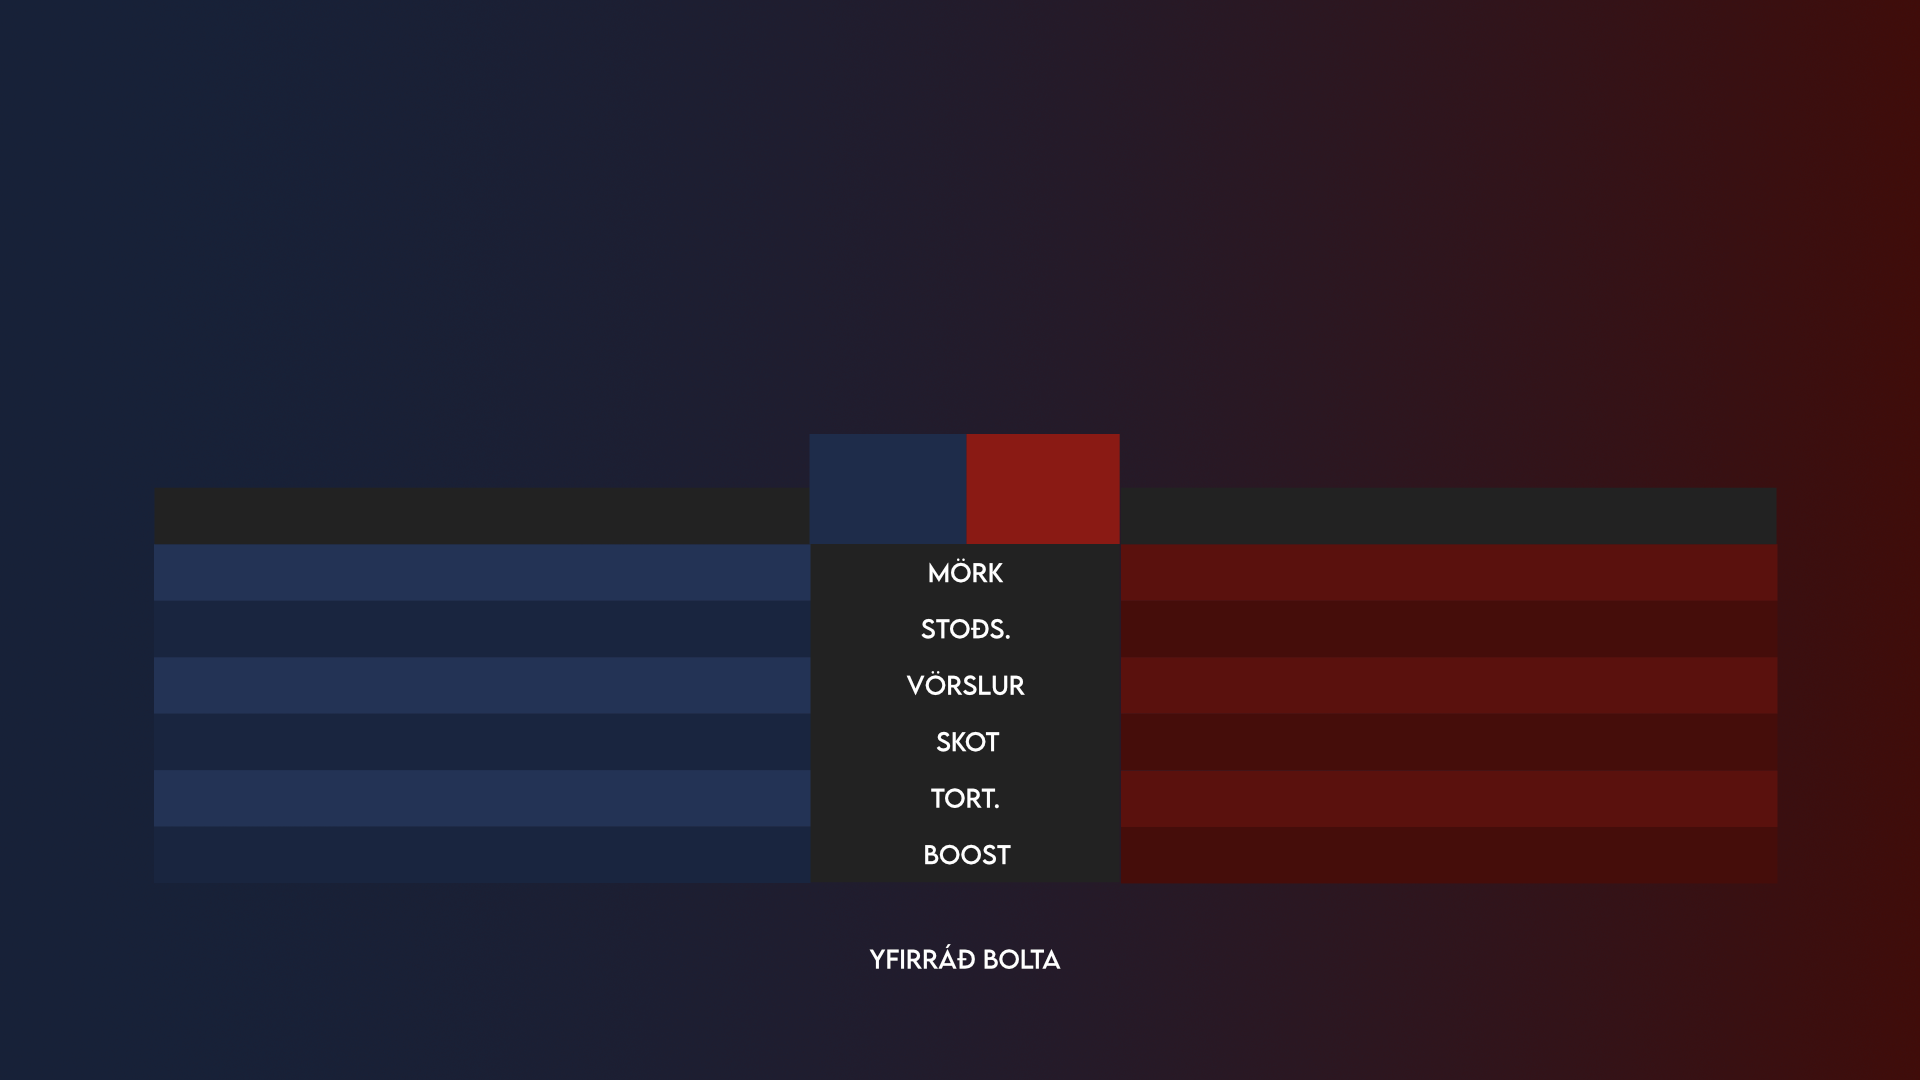 MÖRK
STOÐS.
VÖRSLUR
SKOT
TORT.
BOOST
YFIRRÁÐ BOLTA